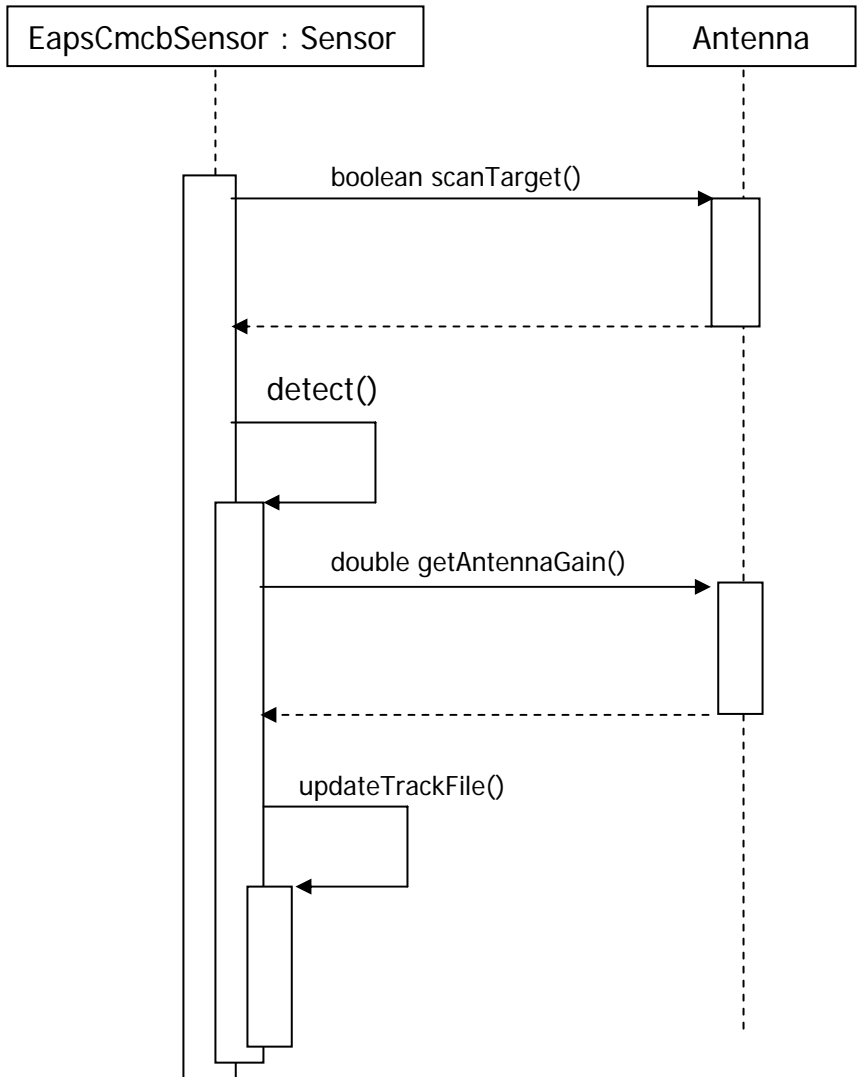 EapsCmcbSensor : Sensor
Antenna
boolean scanTarget()
detect()
double getAntennaGain()
updateTrackFile()